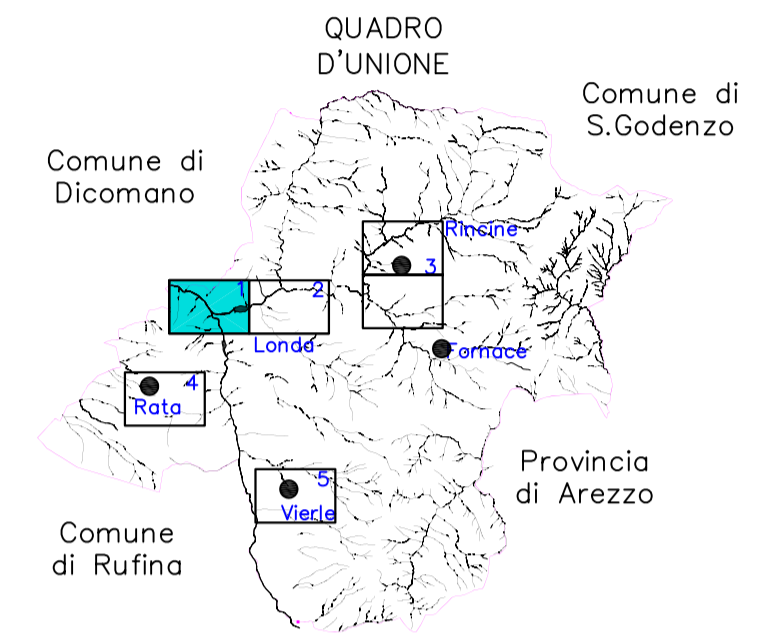 QUADRO
D'UNIONE
Comune di
S.Godenzo
Comune di
Dicomano
Rincine
3
1
2
Londa
Fornace
4
Rata
Provincia
di Arezzo
5
Vierle
Comune
di Rufina